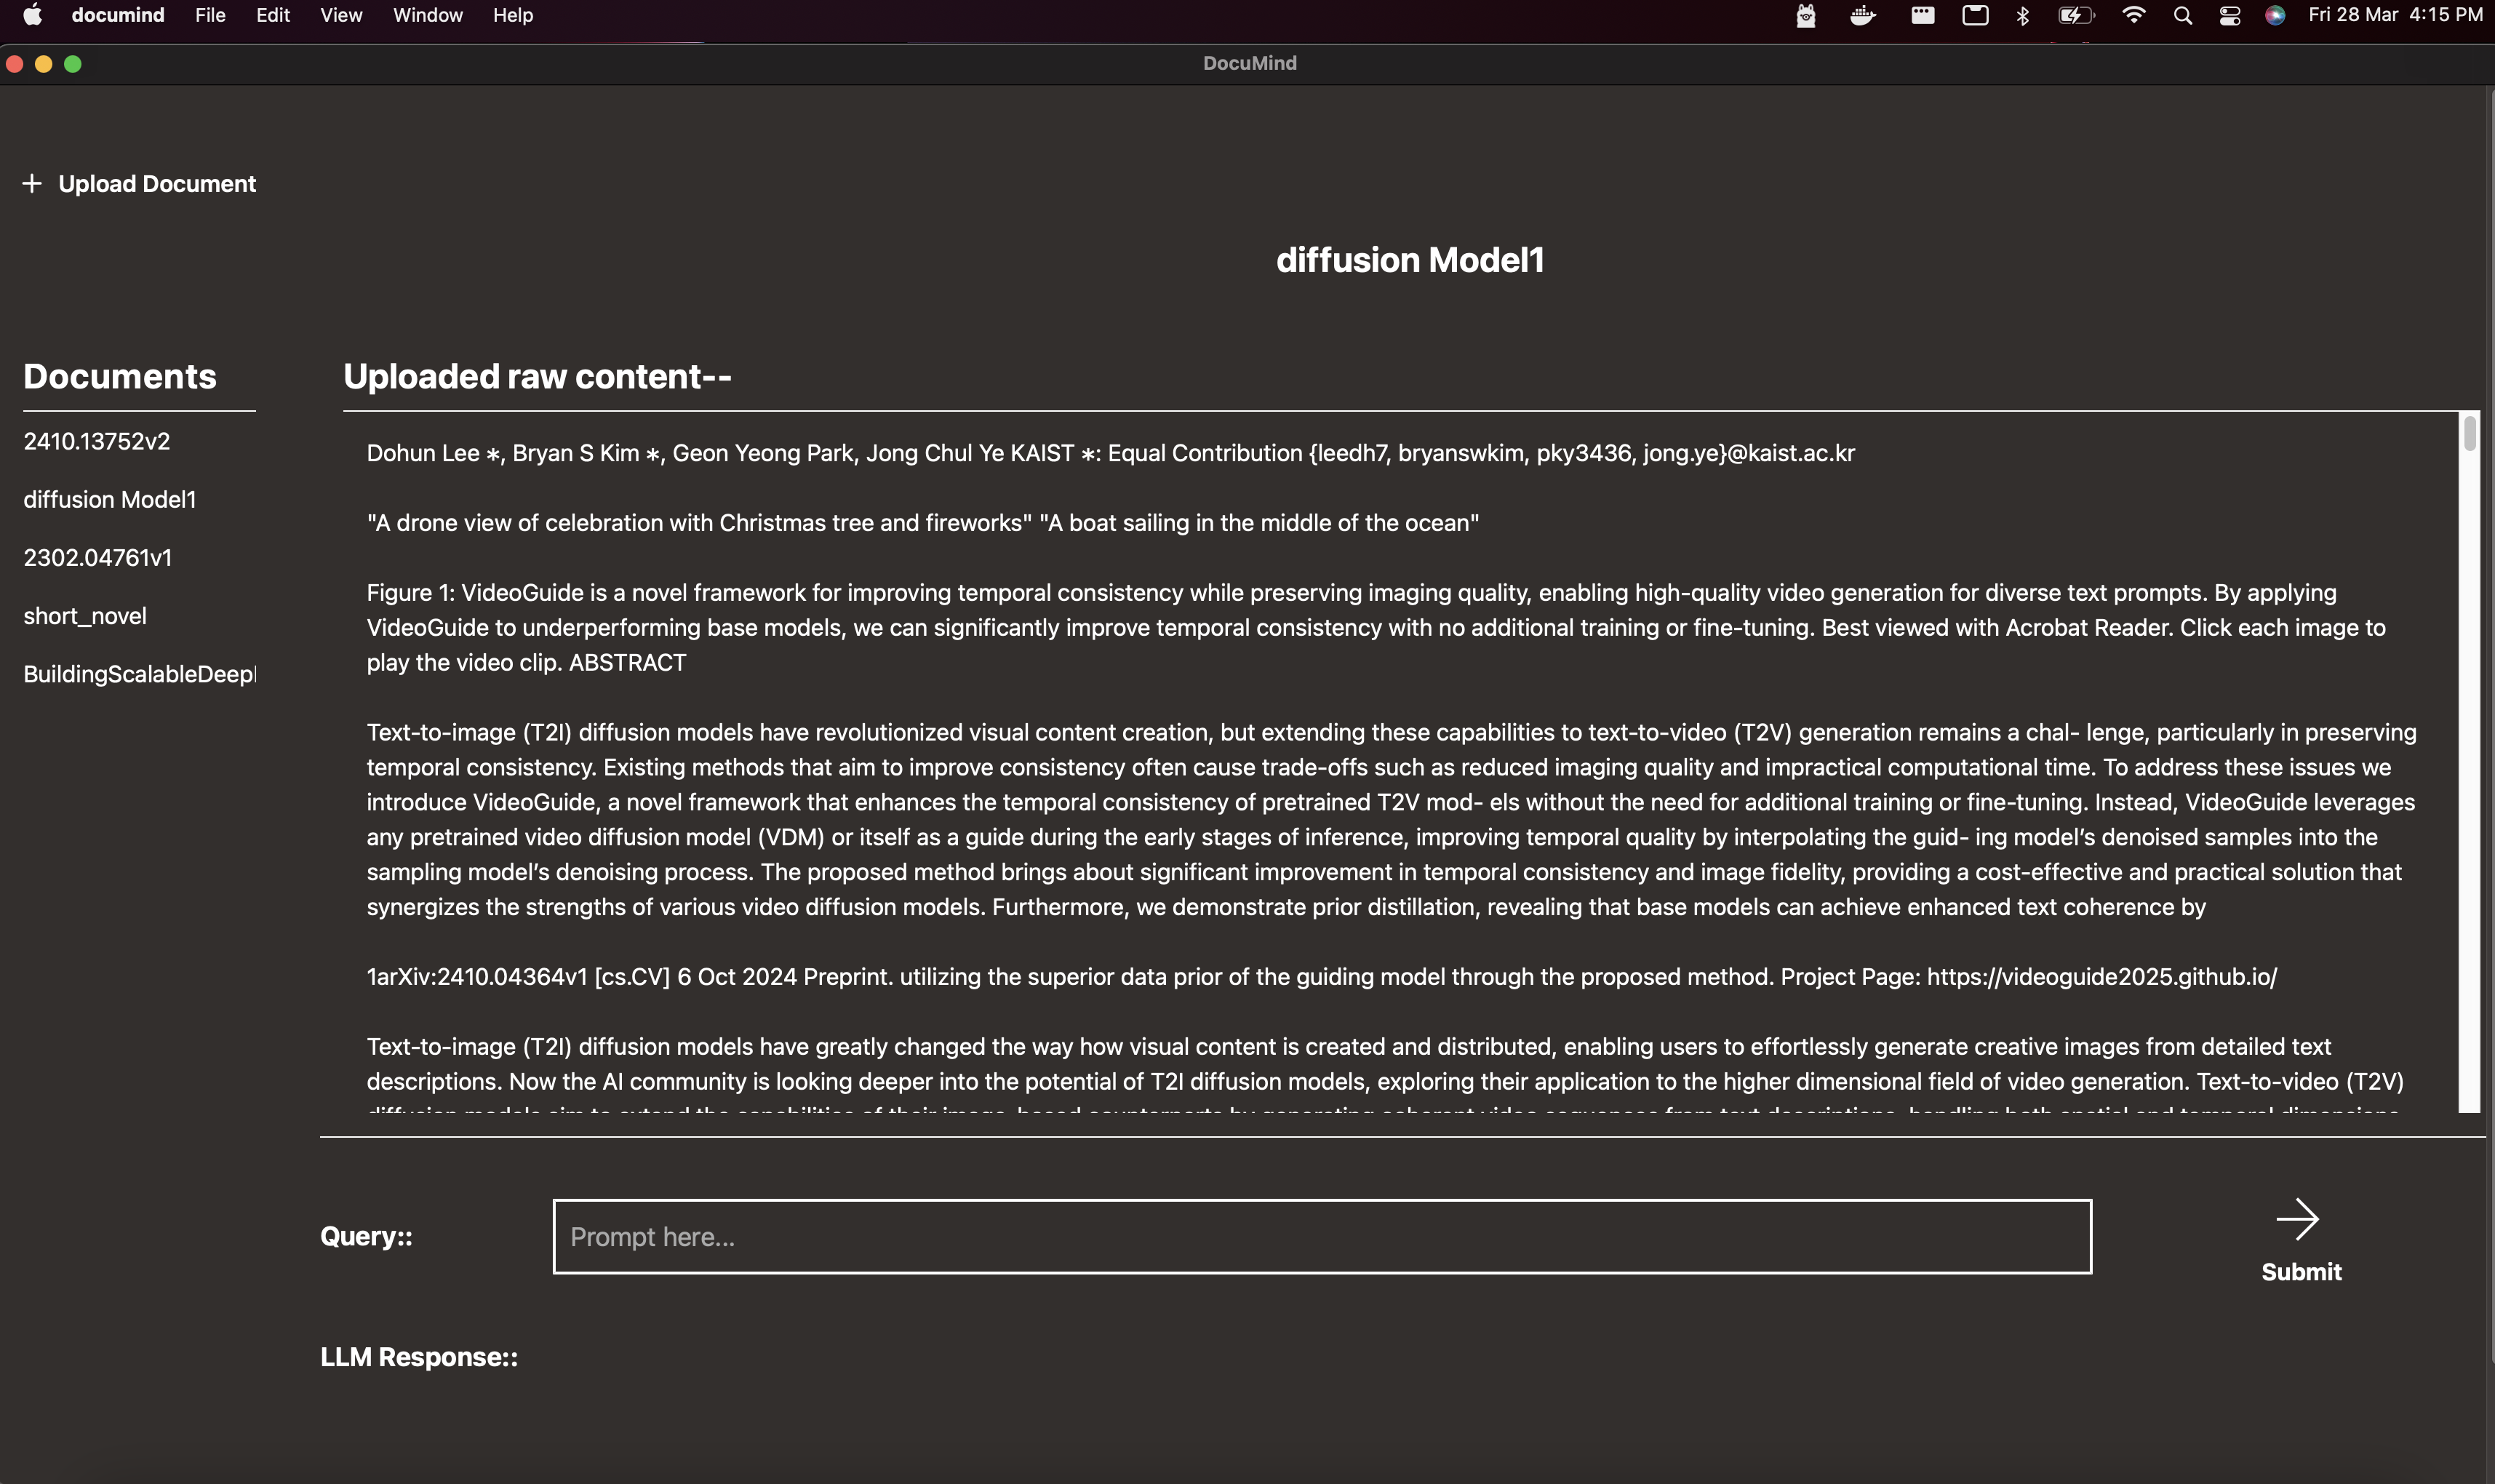 documind File Edit View Window Help Fri 28 Mar 4:15 PM
DocuMind
+ Upload Document
diffusion Model1
Documents
2410.13752v2
diffusion Model1
2302.04761v1
short_novel
BuildingScalableDeepl
Uploaded raw content--
Dohun Lee ∗, Bryan S Kim ∗, Geon Yeong Park, Jong Chul Ye KAIST ∗: Equal Contribution {leedh7, bryanswkim, pky3436, jong.ye}@kaist.ac.kr
"A drone view of celebration with Christmas tree and fireworks" "A boat sailing in the middle of the ocean"
Figure 1: VideoGuide is a novel framework for improving temporal consistency while preserving imaging quality, enabling high-quality video generation for diverse text prompts. By applying
VideoGuide to underperforming base models, we can significantly improve temporal consistency with no additional training or fine-tuning. Best viewed with Acrobat Reader. Click each image to
play the video clip. ABSTRACT
Text-to-image (T2I) diffusion models have revolutionized visual content creation, but extending these capabilities to text-to-video (T2V) generation remains a chal- lenge, particularly in preserving
temporal consistency. Existing methods that aim to improve consistency often cause trade-offs such as reduced imaging quality and impractical computational time. To address these issues we
introduce VideoGuide, a novel framework that enhances the temporal consistency of pretrained T2V mod- els without the need for additional training or fine-tuning. Instead, VideoGuide leverages
any pretrained video diffusion model (VDM) or itself as a guide during the early stages of inference, improving temporal quality by interpolating the guid- ing model’s denoised samples into the
sampling model’s denoising process. The proposed method brings about significant improvement in temporal consistency and image fidelity, providing a cost-effective and practical solution that
synergizes the strengths of various video diffusion models. Furthermore, we demonstrate prior distillation, revealing that base models can achieve enhanced text coherence by
1arXiv:2410.04364v1 [cs.CV] 6 Oct 2024 Preprint. utilizing the superior data prior of the guiding model through the proposed method. Project Page: https://videoguide2025.github.io/
Text-to-image (T2I) diffusion models have greatly changed the way how visual content is created and distributed, enabling users to effortlessly generate creative images from detailed text
descriptions. Now the AI community is looking deeper into the potential of T2I diffusion models, exploring their application to the higher dimensional field of video generation. Text-to-video (T2V)
Query::
Prompt here...
Submit
LLM Response::